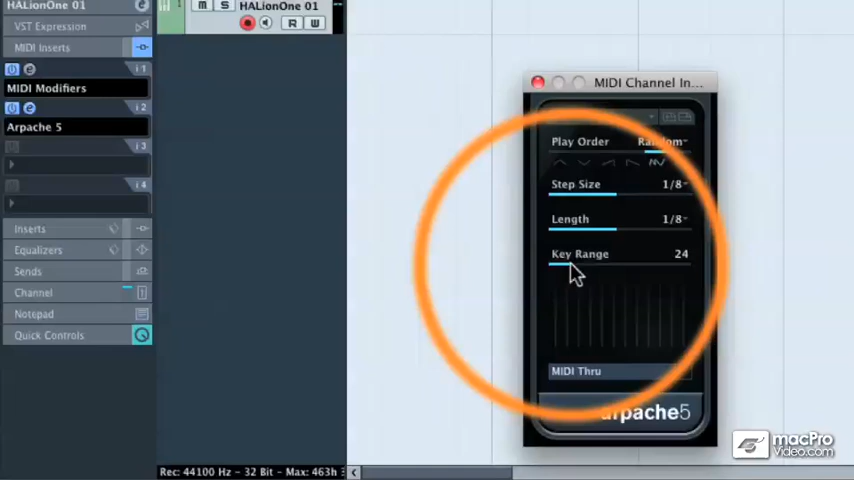 HALionOne 01
VST Expression
MIDI Inserts
i 1
MIDI Modifiers
i 2
Arpache 5
i 3
i 4
Inserts
Equalizers
Sends
Channel
Notepad
Quick Controls
1
M S HALionOne 01
R W
MIDI Channel In...
Play Order Random
Step Size 1/8
Length 1/8
Key Range 24
MIDI Thru
arpache5
Rec: 44100 Hz - 32 Bit - Max: 463h
macPro
Video.com